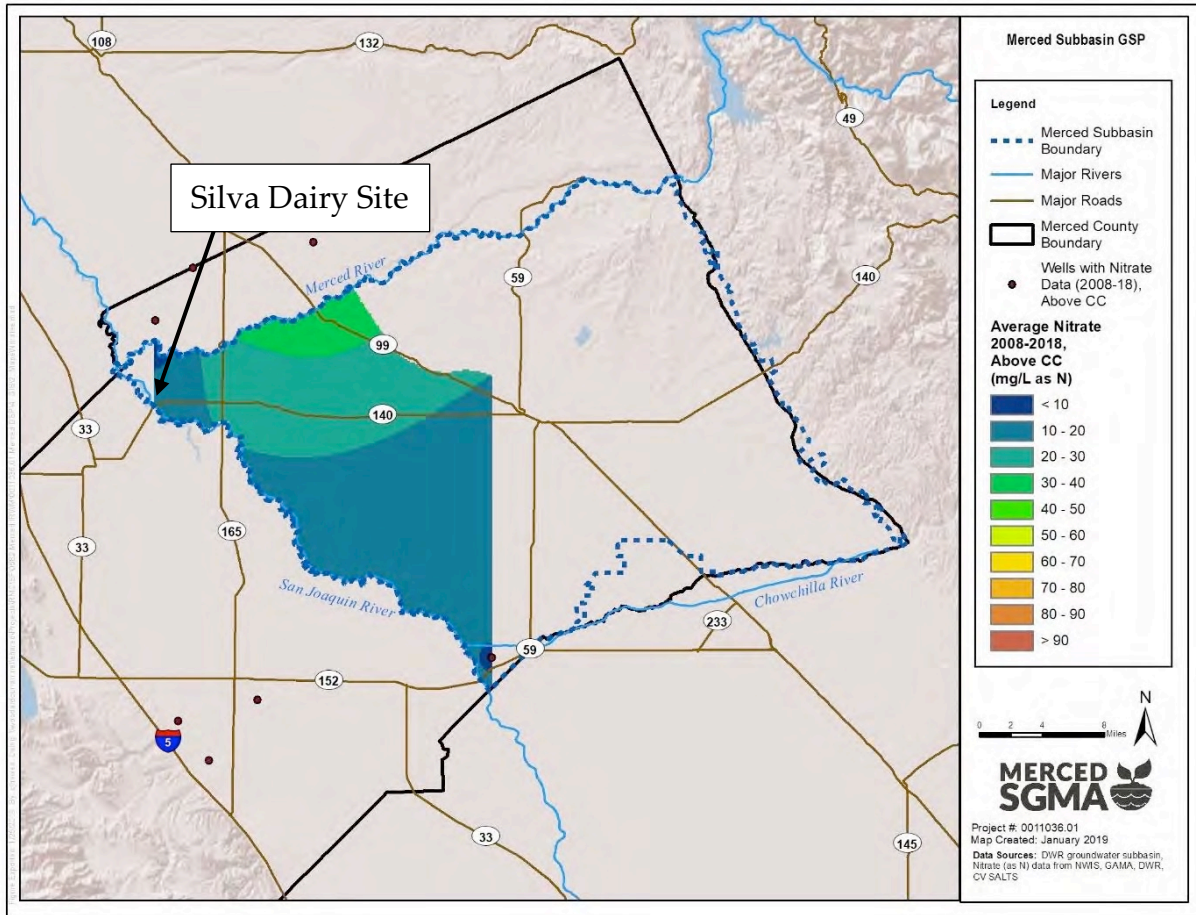 108
132
49
Silva Dairy Site
Merced River
59
140
99
33
140
165
33
San Joaquin River
Chowchilla River
233
59
152
5
33
145
Merced Subbasin GSP
Legend
Merced Subbasin
Boundary
Major Rivers
Major Roads
Merced County
Boundary
Wells with Nitrate
Data (2008-18),
Above CC
Average Nitrate
2008-2018,
Above CC
(mg/L as N)
< 10
10 - 20
20 - 30
30 - 40
40 - 50
50 - 60
60 - 70
70 - 80
80 - 90
> 90
N
0 2 4 8
Miles
MERCED
SGMA
Project #: 0011036.01
Map Created: January 2019
Data Sources: DWR groundwater subbasin,
Nitrate (as N) data from NWIS, GAMA, DWR,
CV SALTS